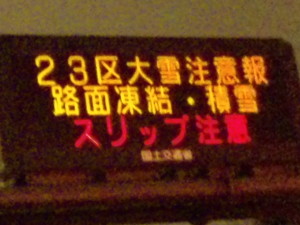 23区大雪注意報
路面凍結・積雪
スリップ注意
国土交通省